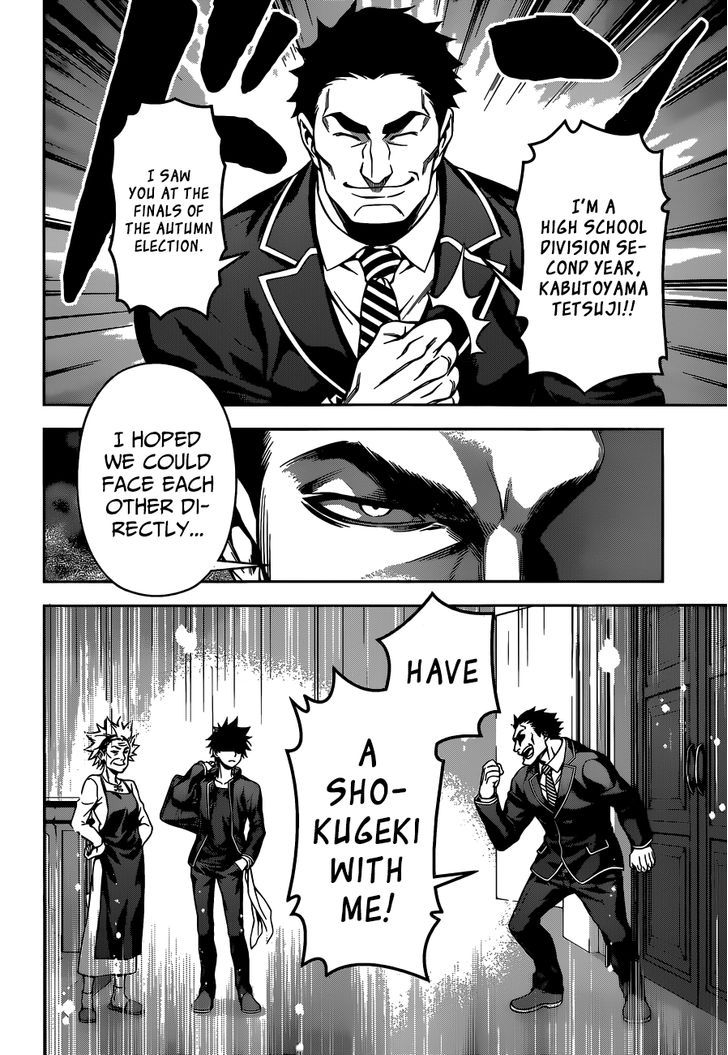 I'M A
HIGH SCHOOL
DIVISION SE-
COND YEAR,
KABUTOYAMA
TETSUJI!!
I SAW
YOU AT THE
FINALS OF
THE AUTUMN
ELECTION.
I HOPED
WE COULD
FACE EACH
OTHER DI-
RECTLY...
HAVE
A
SHO-
KUGEKI
WITH
ME!